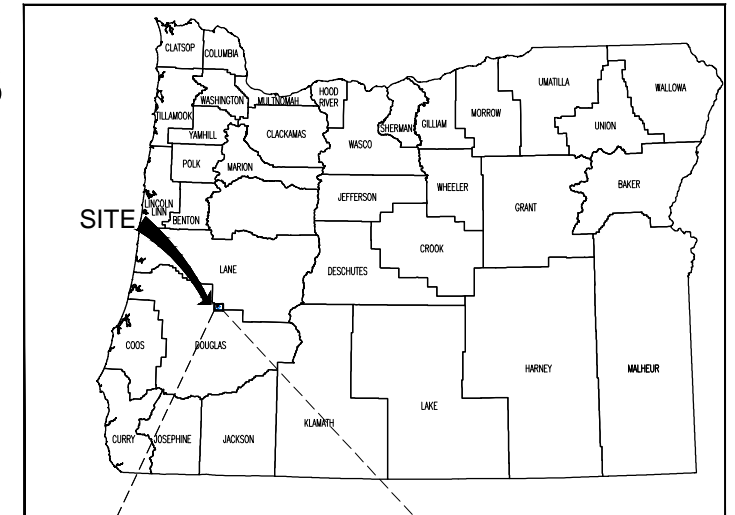 CLATSOP
COLUMBIA
TILLAMOOK
WASHINGTON
MULTNOMAH
HOOD
RIVER
YAMHILL
CLACKAMAS
WASCO
SHERMAN
GILLIAM
MORROW
UMATILLA
UNION
WALLOWA
POLK
MARION
LINCOLN
LINN
BENTON
JEFFERSON
WHEELER
GRANT
BAKER
SITE
LANE
DESCHUTES
CROOK
COOS
DOUGLAS
HARNEY
MALHEUR
CURRY
JOSEPHINE
JACKSON
KLAMATH
LAKE